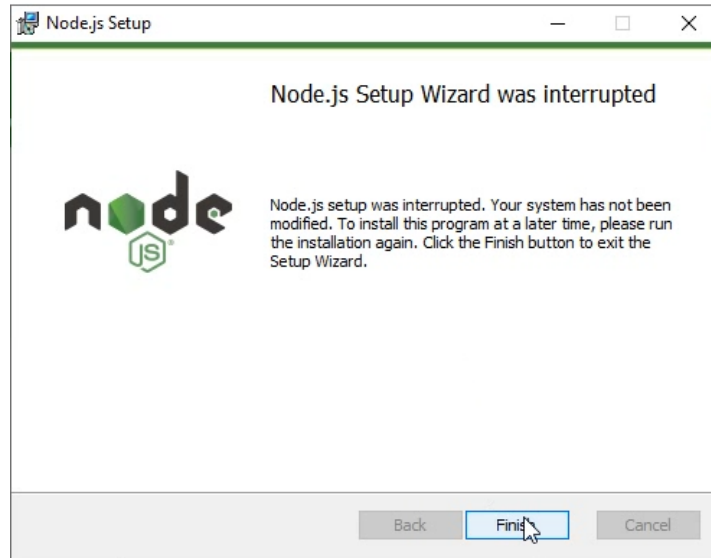 Node.js Setup
Node.js Setup Wizard was interrupted
node
JS
Node.js setup was interrupted. Your system has not been
modified. To install this program at a later time, please run
the installation again. Click the Finish button to exit the
Setup Wizard.
Back
Finish
Cancel